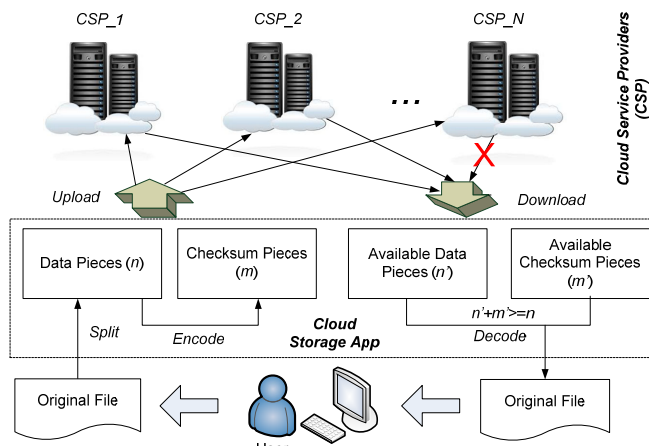 CSP_1
CSP_2
CSP_N
...
Cloud Service Providers
(CSP)
Upload
Download
Data Pieces (n)
Checksum Pieces
(m)
Available Data
Pieces (n')
Available
Checksum Pieces
(m')
n'+m'>=n
Split
Encode
Cloud
Storage App
Decode
Original File
Original File